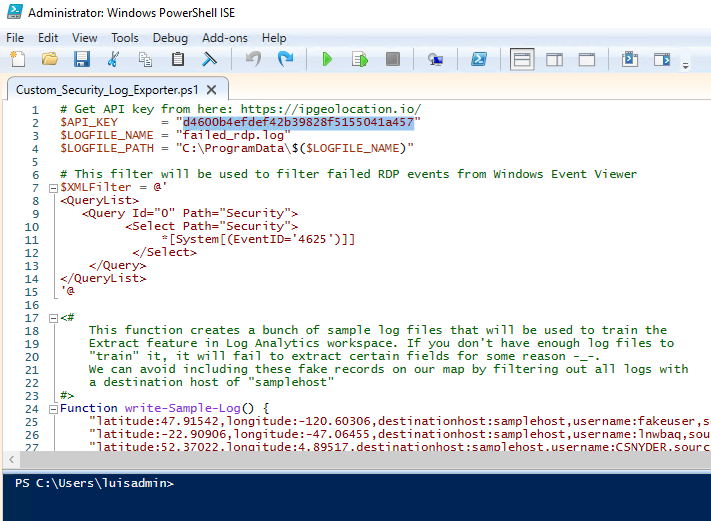 Administrator: Windows PowerShell ISE
File Edit View Tools Debug Add-ons Help
Custom_Security_Log_Exporter.ps1 X
1 # Get API key from here: https://ipgeolocation.io/
2 $API_KEY = "d4600b4efdef42b39828f5155041a457"
3 $LOGFILE_NAME = "failed_rdp.log"
4 $LOGFILE_PATH = "C:\ProgramData\$($LOGFILE_NAME)"
5
6 # This filter will be used to filter failed RDP events from Windows Event Viewer
7 $XMLFilter = @'
8 <QueryList>
9 <Query Id="0" Path="Security">
10 <Select Path="Security">
11 *[System[(EventID='4625')]]
12 </Select>
13 </Query>
14 </QueryList>
15 '@
16
17 <#
18 This function creates a bunch of sample log files that will be used to train the
19 Extract feature in Log Analytics workspace. If you don't have enough log files to
20 "train" it, it will fail to extract certain fields for some reason -_-.
21 We can avoid including these fake records on our map by filtering out all logs with
22 a destination host of "samplehost"
23 #>
24 Function write-Sample-Log() {
25 "latitude:47.91542,longitude:-120.60306,destinationhost:samplehost,username:fakeuser,s
26 "latitude:-22.90906,longitude:-47.06455,destinationhost:samplehost,username:lnwbaq,sou
27 "latitude:52.37022,longitude:4.89517,destinationhost:samplehost,username:CSNYDER,sourc
PS C:\Users\luisadmin>